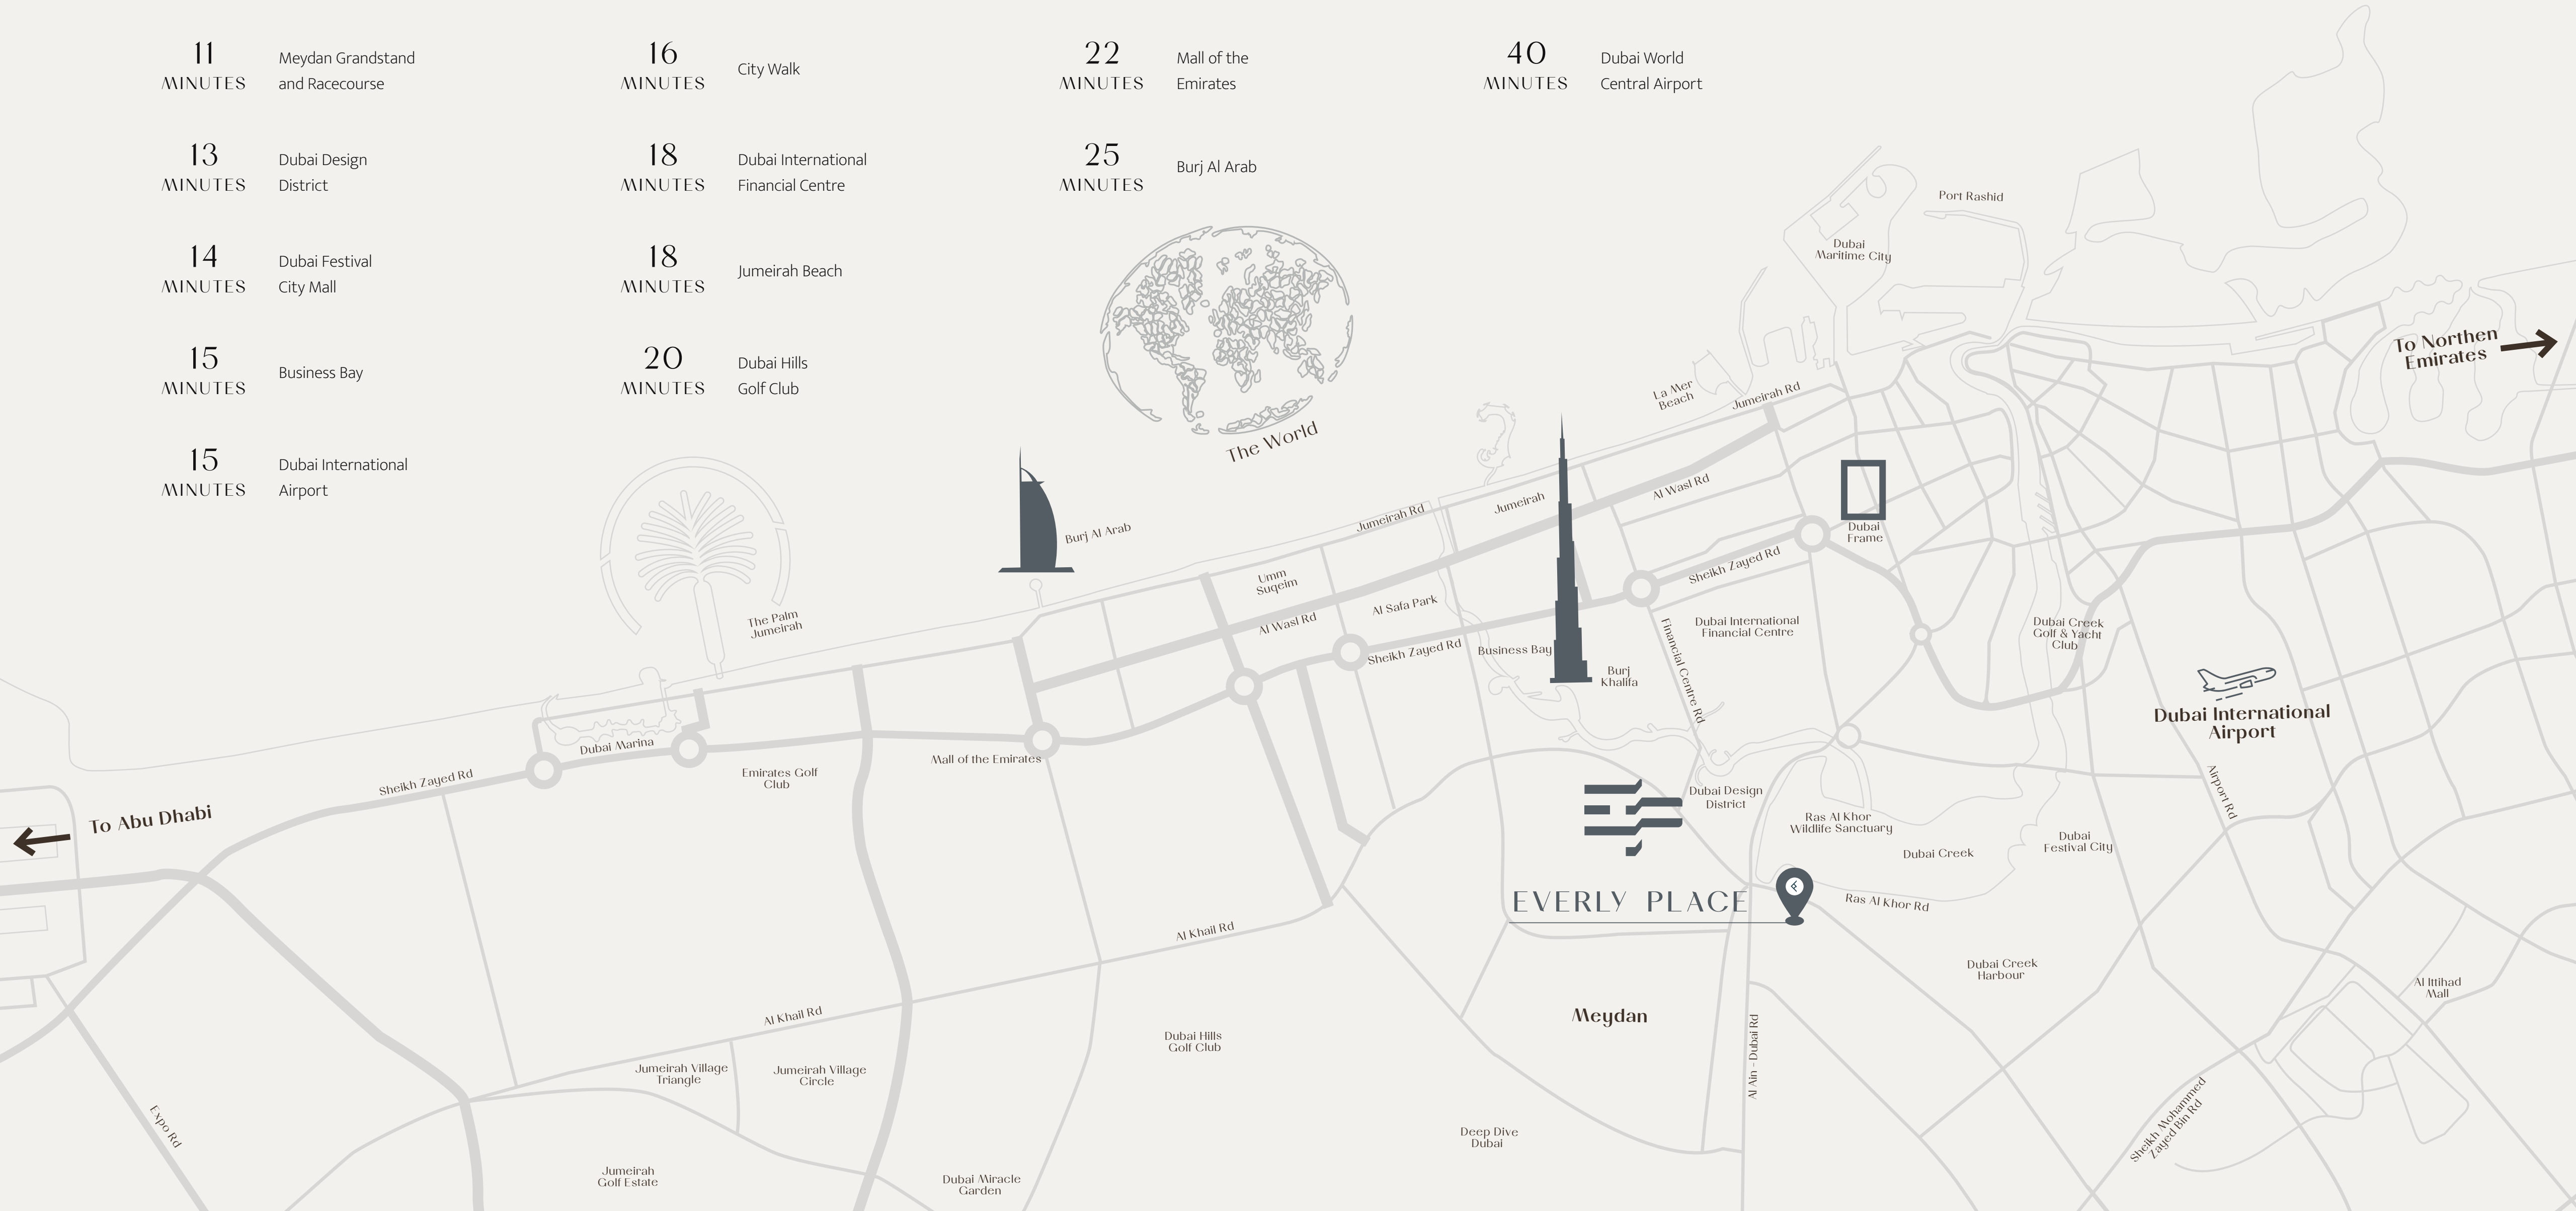 11
MINUTES
Meydan Grandstand
and Racecourse
13
MINUTES
Dubai Design
District
14
MINUTES
Dubai Festival
City Mall
15
MINUTES
Business Bay
15
MINUTES
Dubai International
Airport
16
MINUTES
City Walk
18
MINUTES
Dubai International
Financial Centre
18
MINUTES
Jumeirah Beach
20
MINUTES
Dubai Hills
Golf Club
22
MINUTES
Mall of the
Emirates
25
MINUTES
Burj Al Arab
40
MINUTES
Dubai World
Central Airport
Port Rashid
Dubai
Maritime City
To Northen
Emirates
La Mer
Beach
Jumeirah Rd
The World
Al Wasl Rd
Jumeirah
Jumeirah Rd
Burj Al Arab
Dubai
Frame
Sheikh Zayed Rd
Umm
Suqeim
Al Safa Park
Al Wasl Rd
The Palm
Jumeirah
Dubai International
Financial Centre
Dubai Creek
Golf & Yacht
Club
Sheikh Zayed Rd
Business Bay
Burj
Khalifa
Financial Centre Rd
Dubai International
Airport
Dubai Marina
Mall of the Emirates
Emirates Golf
Club
Sheikh Zayed Rd
Dubai Design
District
Airport Rd
To Abu Dhabi
Ras Al Khor
Wildlife Sanctuary
Dubai Creek
Dubai
Festival City
EVERLY PLACE
Ras Al Khor Rd
Al Khail Rd
Dubai Creek
Harbour
Al Ittihad
Mall
Meydan
Al Khail Rd
Dubai Hills
Golf Club
Al Ain - Dubai Rd
Jumeirah Village
Triangle
Jumeirah Village
Circle
Expo Rd
Deep Dive
Dubai
Sheikh Mohammed
Zayed Bin Rd
Jumeirah
Golf Estate
Dubai Miracle
Garden